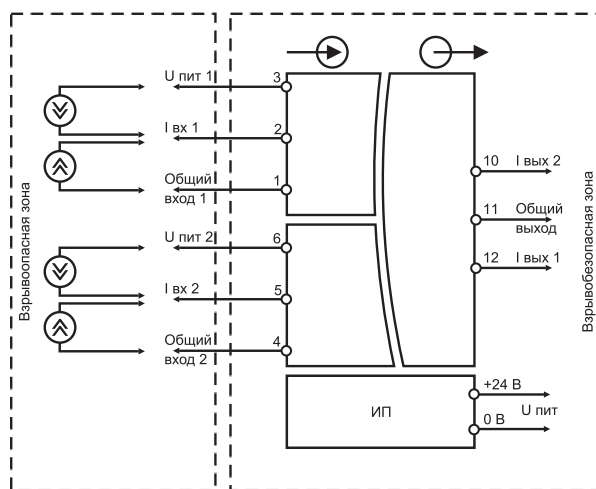 Взрывоопасная зона
U пит 1
3
I вх 1
2
Общий
вход 1
1
U пит 2
6
I вх 2
5
Общий
вход 2
4
10
I вых 2
11
Общий
выход
12
I вых 1
ИП
+24 В
U пит
0 В
Взрывобезопасная зона